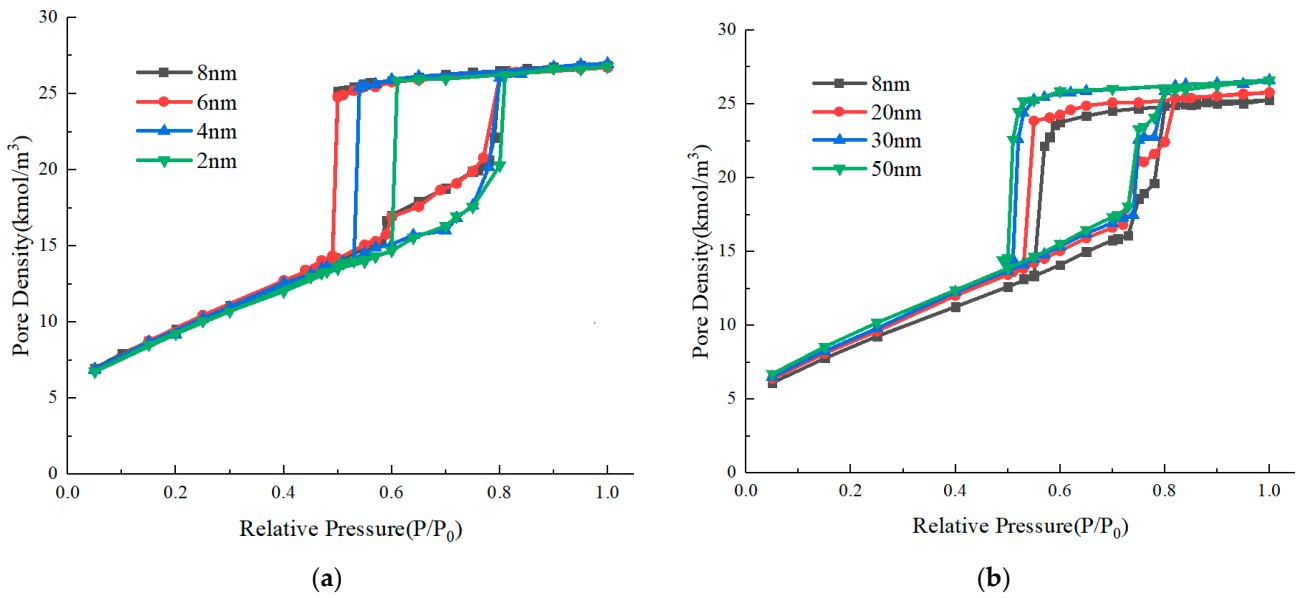 30
25
20
15
10
5
0
Pore Density(kmol/m³)
8nm
6nm
4nm
2nm
0.0 0.2 0.4 0.6 0.8 1.0
Relative Pressure(P/P₀)
(a)
30
25
20
15
10
5
0
Pore Density(kmol/m³)
8nm
20nm
30nm
50nm
0.0 0.2 0.4 0.6 0.8 1.0
Relative Pressure(P/P₀)
(b)